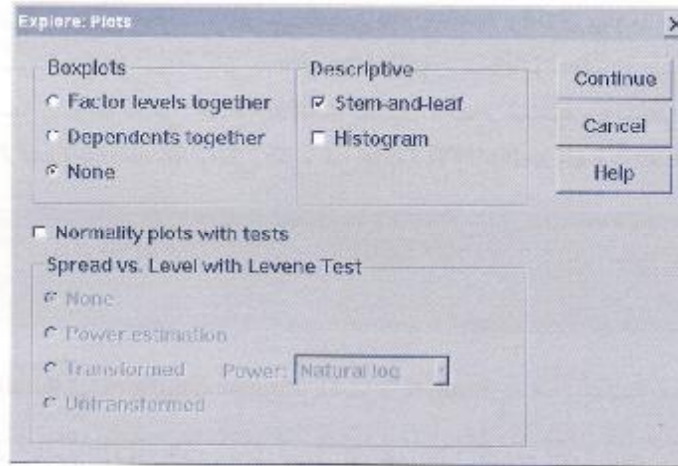 Explore: Plots
Boxplots
Factor levels together
Dependents together
None
Descriptive
Stem-and-leaf
Histogram
Continue
Cancel
Help
Normality plots with tests
Spread vs. Level with Levene Test
None
Power estimation
Transformed Power: Natural log
Untransformed